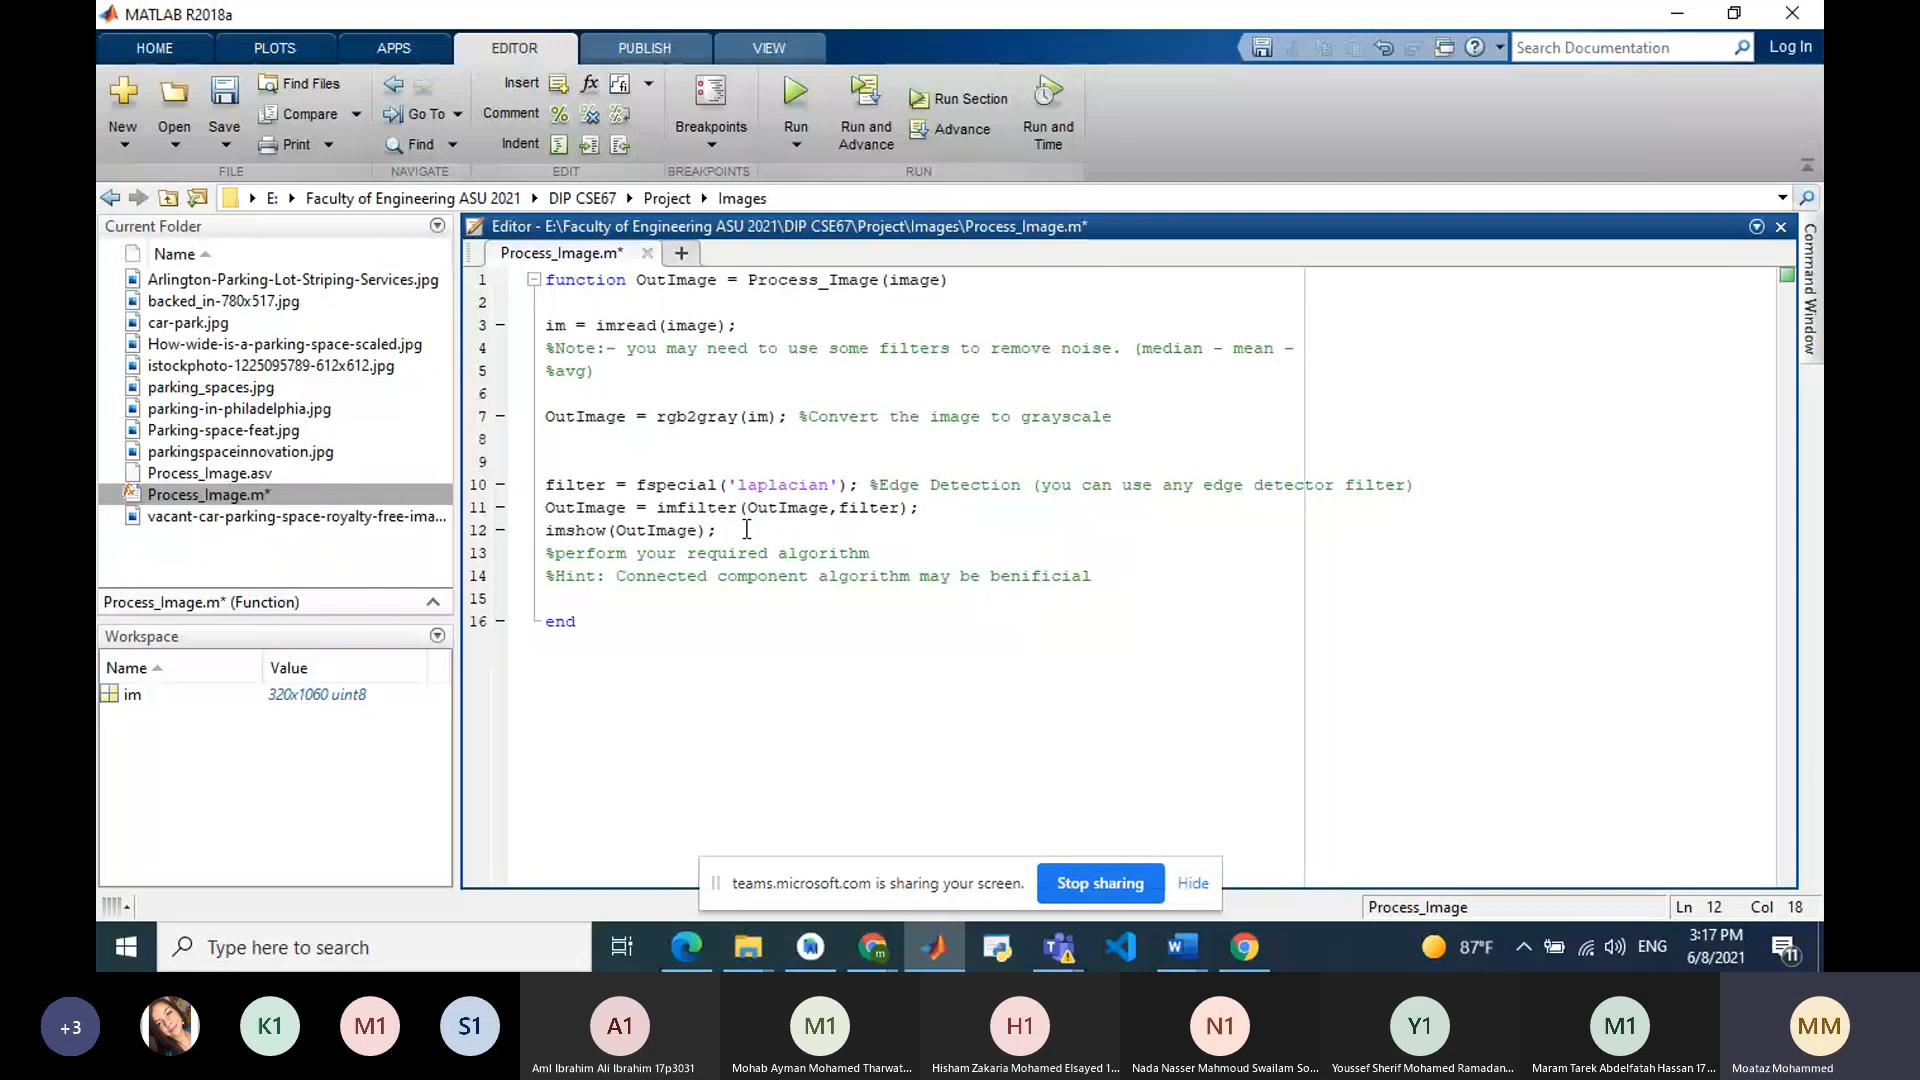 MATLAB R2018a
HOME
PLOTS
APPS
EDITOR
PUBLISH
VIEW
Search Documentation
Log In
New
Open
Save
Find Files
Compare
Print
Go To
Find
Insert
fx
Comment
Indent
Breakpoints
Run
Run and
Advance
Run Section
Advance
Run and
Time
FILE
NAVIGATE
EDIT
BREAKPOINTS
RUN
E: Faculty of Engineering ASU 2021 DIP CSE67 Project Images
Current Folder
Name
Arlington-Parking-Lot-Striping-Services.jpg
backed_in-780x517.jpg
car-park.jpg
How-wide-is-a-parking-space-scaled.jpg
istockphoto-1225095789-612x612.jpg
parking_spaces.jpg
parking-in-philadelphia.jpg
Parking-space-feat.jpg
parkingspaceinnovation.jpg
Process_Image.asv
Process_Image.m*
vacant-car-parking-space-royalty-free-ima...
Process_Image.m* (Function)
Workspace
Name Value
im 320x1060 uint8
Editor - E:\Faculty of Engineering ASU 2021\DIP CSE67\Project\Images\Process_Image.m*
Process_Image.m*
1 function OutImage = Process_Image(image)
2
3 im = imread(image);
4 %Note:- you may need to use some filters to remove noise. (median - mean -
5 %avg)
6
7 OutImage = rgb2gray(im); %Convert the image to grayscale
8
9
10 filter = fspecial('laplacian'); %Edge Detection (you can use any edge detector filter)
11 OutImage = imfilter(OutImage,filter);
12 imshow(OutImage);
13 %perform your required algorithm
14 %Hint: Connected component algorithm may be benificial
15
16 end
Command Window
teams.microsoft.com is sharing your screen.
Stop sharing
Hide
Process_Image
Ln 12 Col 18
Type here to search
87°F
ENG
3:17 PM
6/8/2021
11
+3
K1
M1
S1
A1
M1
H1
N1
Y1
M1
MM
Aml Ibrahim Ali Ibrahim 17p3031
Mohab Ayman Mohamed Tharwat...
Hisham Zakaria Mohamed Elsayed 1...
Nada Nasser Mahmoud Swailam So...
Youssef Sherif Mohamed Ramadan...
Maram Tarek Abdelfatah Hassan 17...
Moataz Mohammed